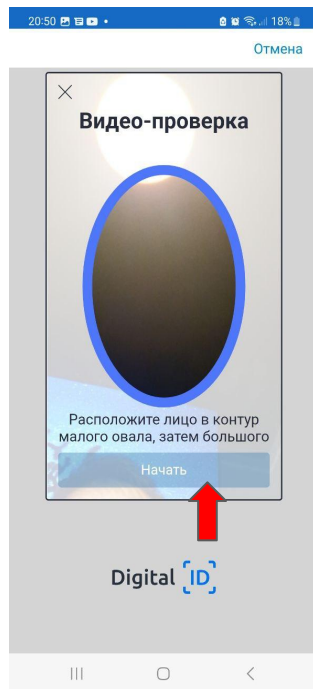 20:50 18%
Отмена
Видео-проверка
Расположите лицо в контур
малого овала, затем большого
Начать
Digital ID